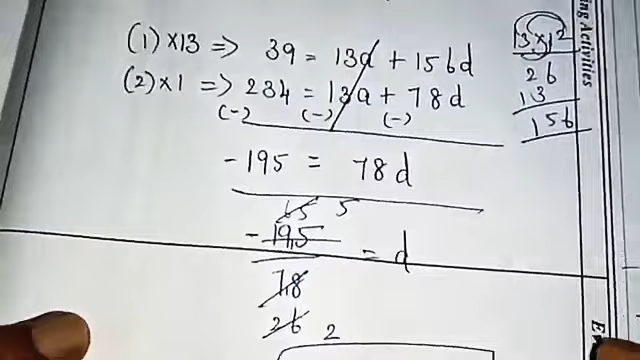 (1) ×13 => 39 = 13a + 156d
(2) ×1 => 234 = 13a + 78d
(-) (-) (-)
-195 = 78d
15 5
-195 = d
78
26 2
13 × 12
26
13
156
ing Activities